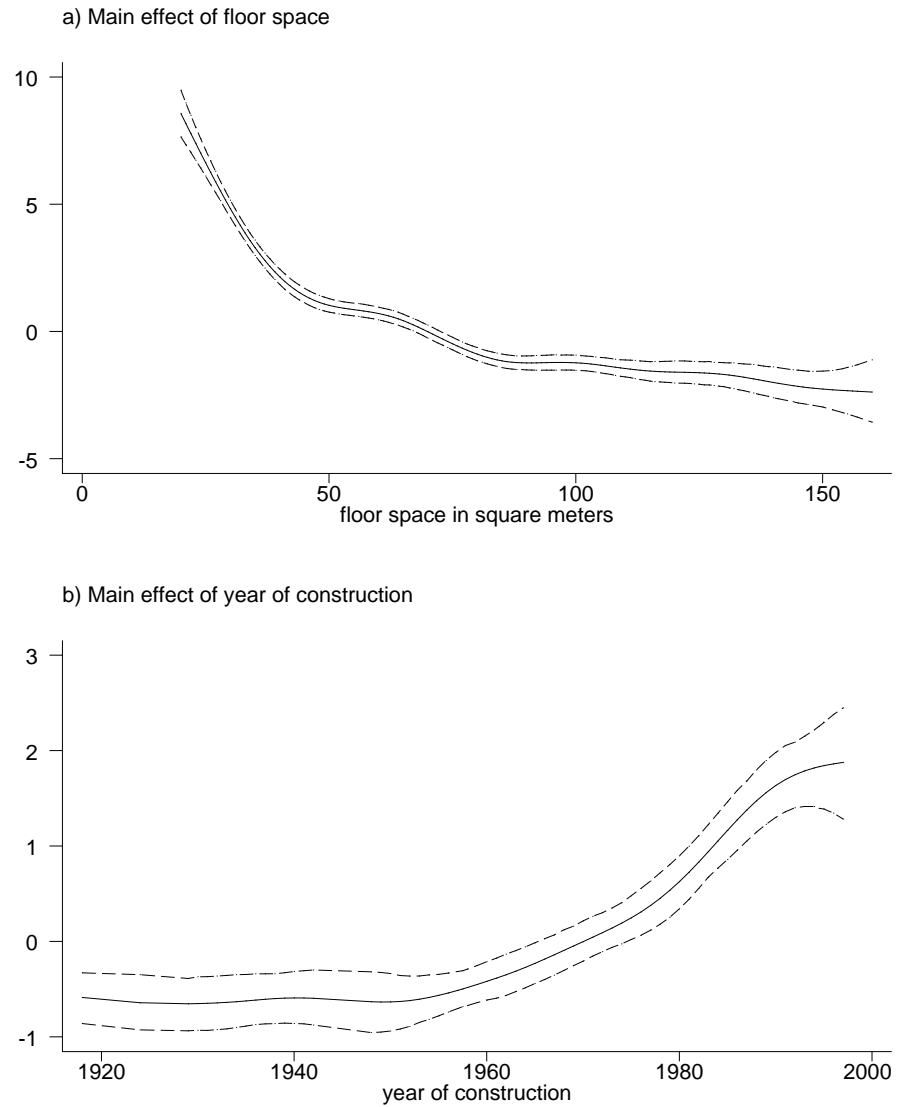 a) Main effect of floor space
10
5
0
-5
0 50 100 150
floor space in square meters
b) Main effect of year of construction
3
2
1
0
-1
1920 1940 1960 1980 2000
year of construction